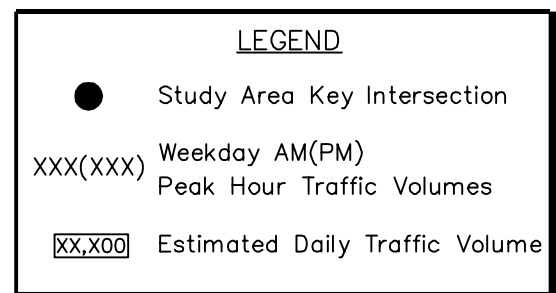 LEGEND
Study Area Key Intersection
XXX(XXX) Weekday AM(PM)
Peak Hour Traffic Volumes
XX,X00 Estimated Daily Traffic Volume